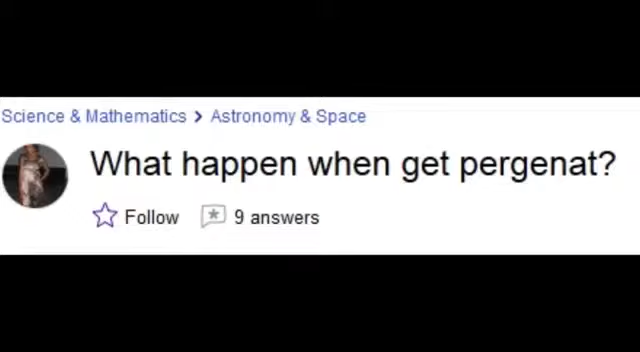 Science & Mathematics > Astronomy & Space
What happen when get pergenat?
Follow 9 answers